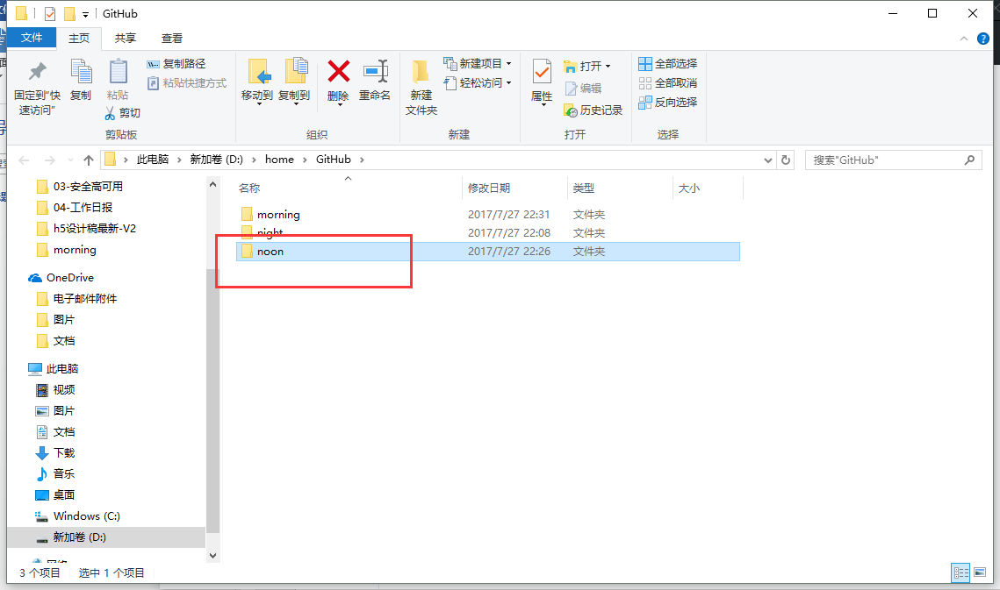 GitHub
文件 主页 共享 查看
固定到"快速访问"
复制
粘贴
复制路径
粘贴快捷方式
剪切
剪贴板
移动到
复制到
删除
重命名
组织
新建文件夹
新建项目
轻松访问
新建
属性
打开
编辑
历史记录
打开
全部选择
全部取消
反向选择
选择
此电脑 新加卷 (D:) home GitHub
搜索"GitHub"
03-安全高可用
04-工作日报
h5设计稿最新-V2
morning
OneDrive
电子邮件附件
图片
文档
此电脑
视频
图片
文档
下载
音乐
桌面
Windows (C:)
新加卷 (D:)
网络
名称 修改日期 类型 大小
morning 2017/7/27 22:31 文件夹
night 2017/7/27 22:08 文件夹
noon 2017/7/27 22:26 文件夹
3 个项目 选中 1 个项目